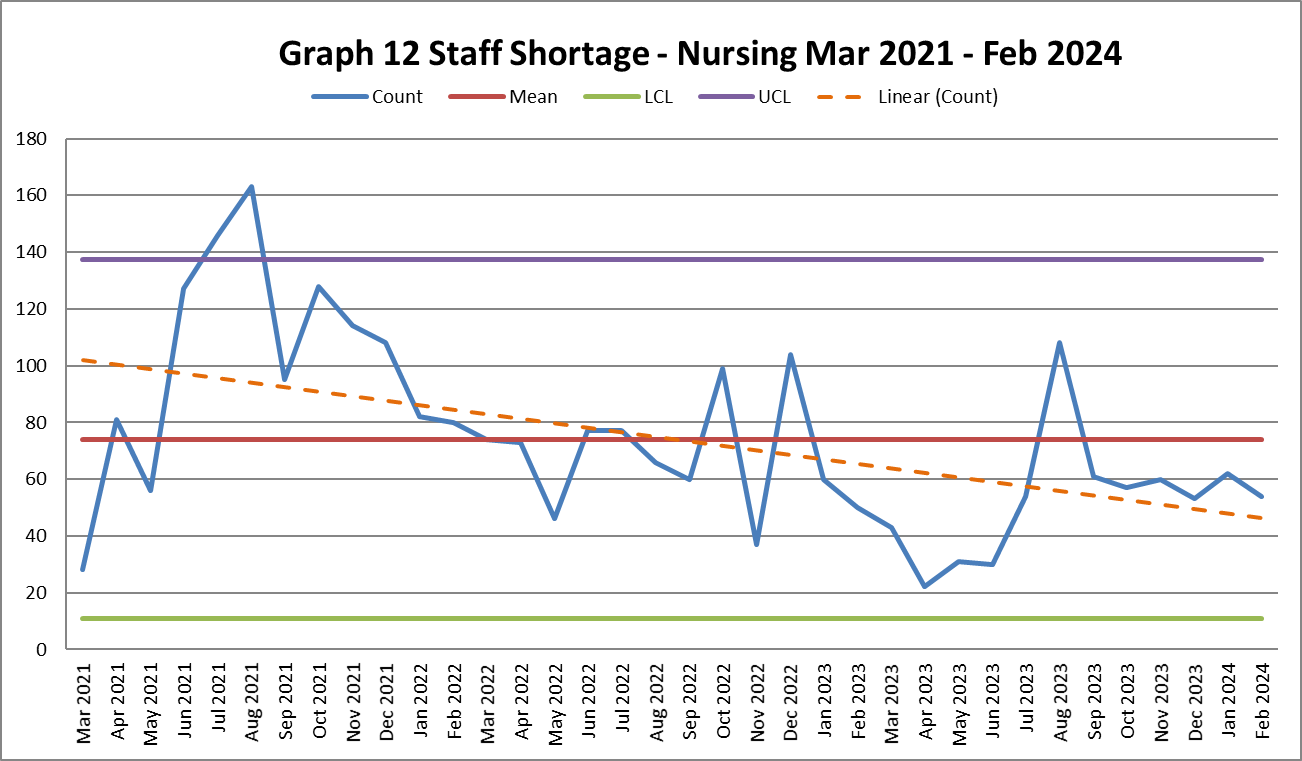 Graph 12 Staff Shortage - Nursing Mar 2021 - Feb 2024
Count Mean LCL UCL Linear (Count)
180
160
140
120
100
80
60
40
20
0
Mar 2021
Apr 2021
May 2021
Jun 2021
Jul 2021
Aug 2021
Sep 2021
Oct 2021
Nov 2021
Dec 2021
Jan 2022
Feb 2022
Mar 2022
Apr 2022
May 2022
Jun 2022
Jul 2022
Aug 2022
Sep 2022
Oct 2022
Nov 2022
Dec 2022
Jan 2023
Feb 2023
Mar 2023
Apr 2023
May 2023
Jun 2023
Jul 2023
Aug 2023
Sep 2023
Oct 2023
Nov 2023
Dec 2023
Jan 2024
Feb 2024